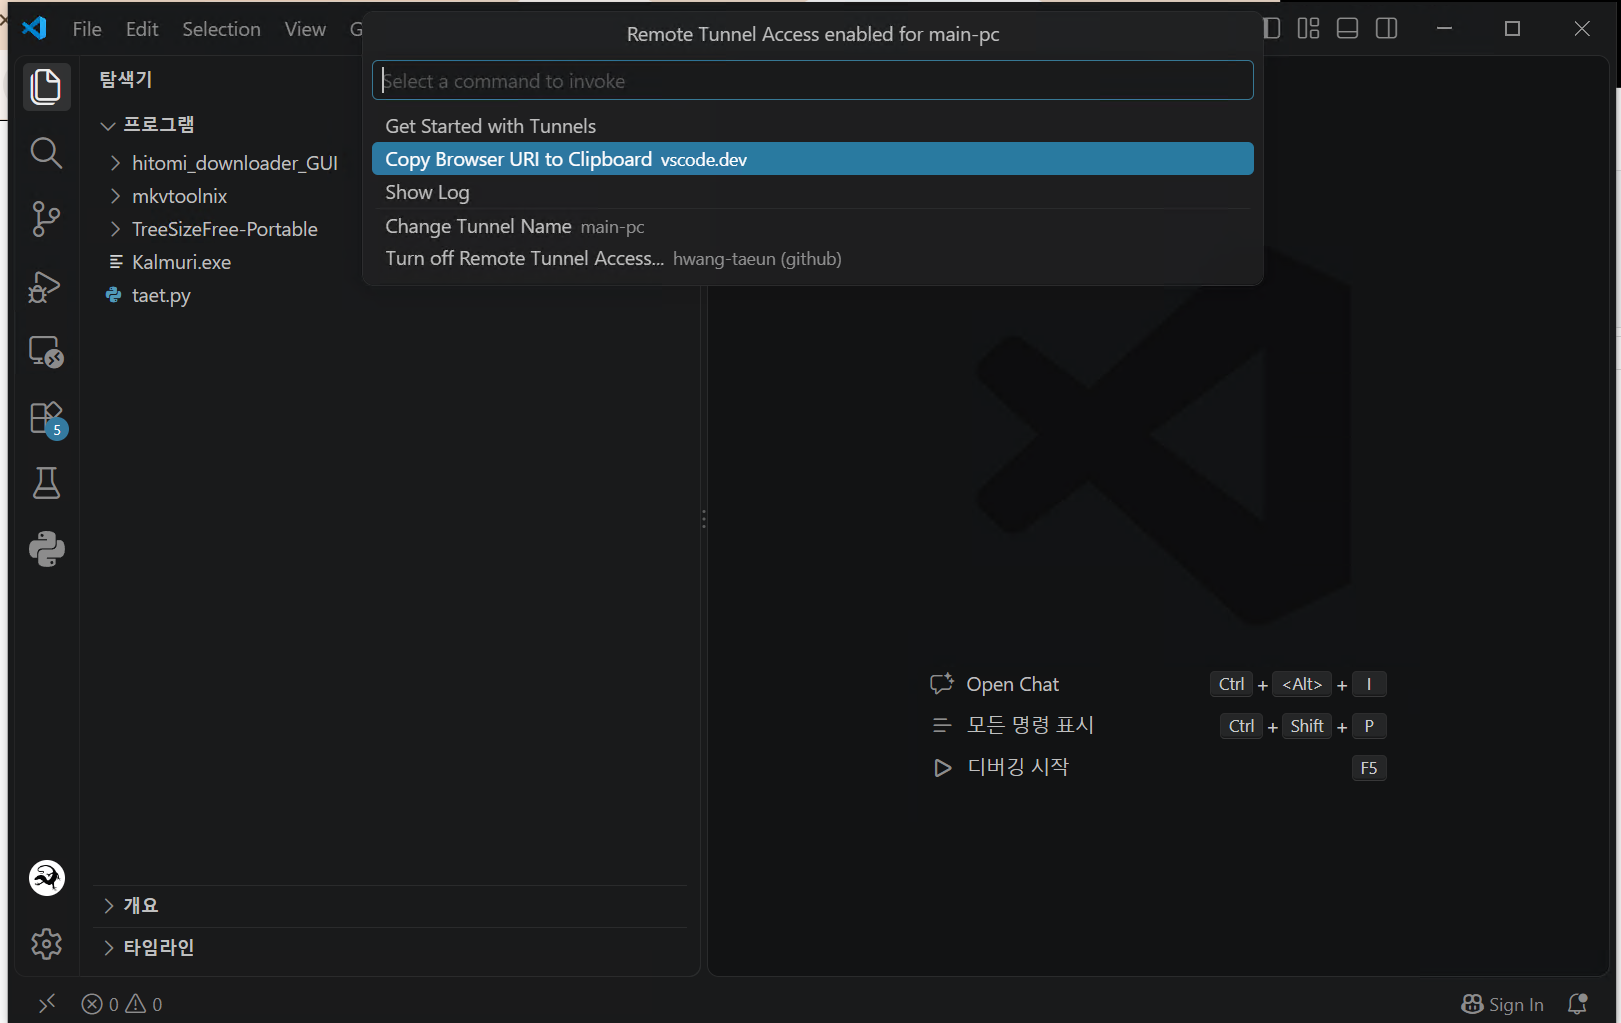 File Edit Selection View G
Remote Tunnel Access enabled for main-pc
Select a command to invoke
Get Started with Tunnels
Copy Browser URI to Clipboard vscode.dev
Show Log
Change Tunnel Name main-pc
Turn off Remote Tunnel Access... hwang-taeun (github)
탐색기
프로그램
hitomi_downloader_GUI
mkvtoolnix
TreeSizeFree-Portable
Kalmuri.exe
taet.py
5
Open Chat Ctrl + <Alt> + I
모든 명령 표시 Ctrl + Shift + P
디버깅 시작 F5
개요
타임라인
0 0
Sign In